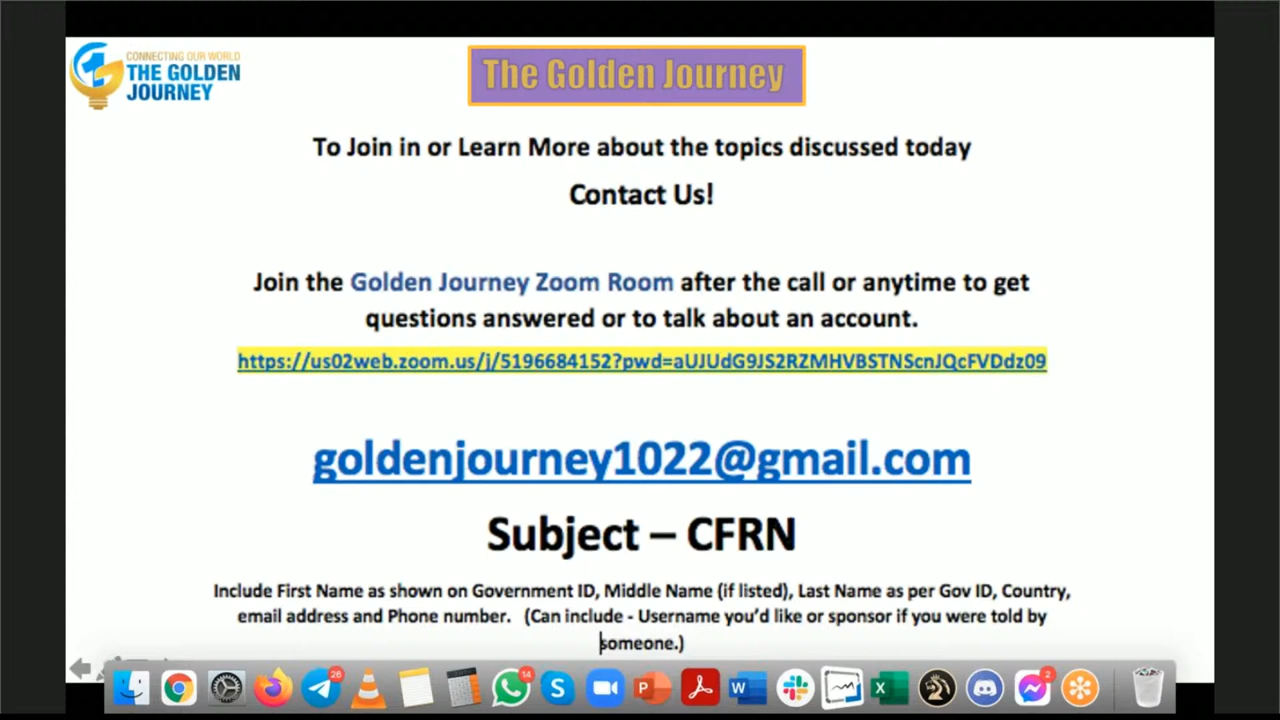 CONNECTING OUR WORLD
THE GOLDEN
JOURNEY
The Golden Journey
To Join in or Learn More about the topics discussed today
Contact Us!
Join the Golden Journey Zoom Room after the call or anytime to get
questions answered or to talk about an account.
https://us02web.zoom.us/j/5196684152?pwd=aUJUdG9JS2RZMHVBSTNScnJQcFVDdz09
goldenjourney1022@gmail.com
Subject – CFRN
Include First Name as shown on Government ID, Middle Name (if listed), Last Name as per Gov ID, Country,
email address and Phone number. (Can include - Username you’d like or sponsor if you were told by
someone.)
26
14
S
P
W
X
2